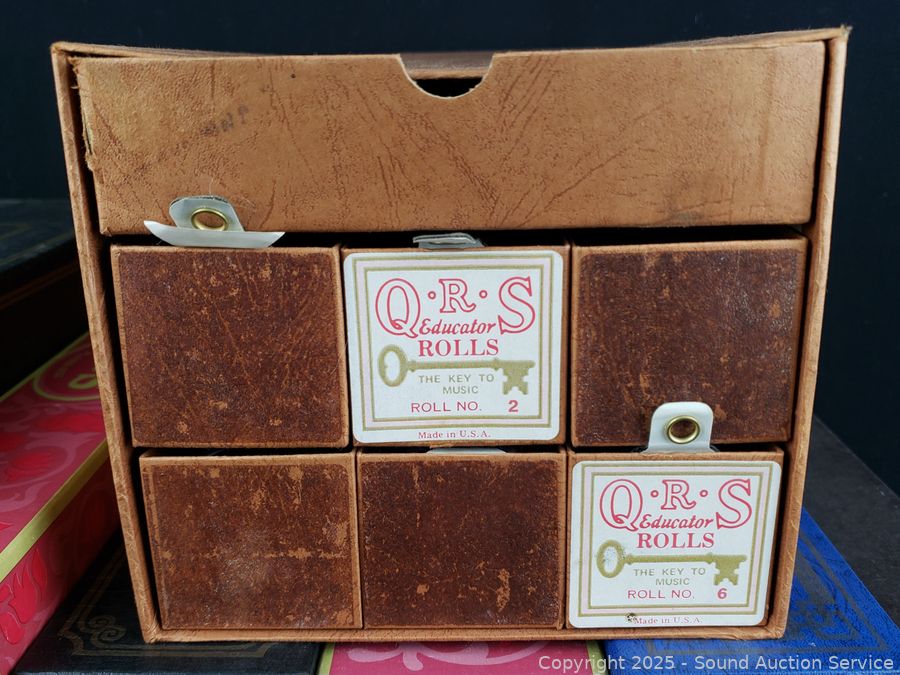 Q·R·S
Educator
ROLLS
THE KEY TO
MUSIC
ROLL NO. 2
Made in U.S.A.
Q·R·S
Educator
ROLLS
THE KEY TO
MUSIC
ROLL NO. 6
Made in U.S.A.
Copyright 2025 - Sound Auction Service